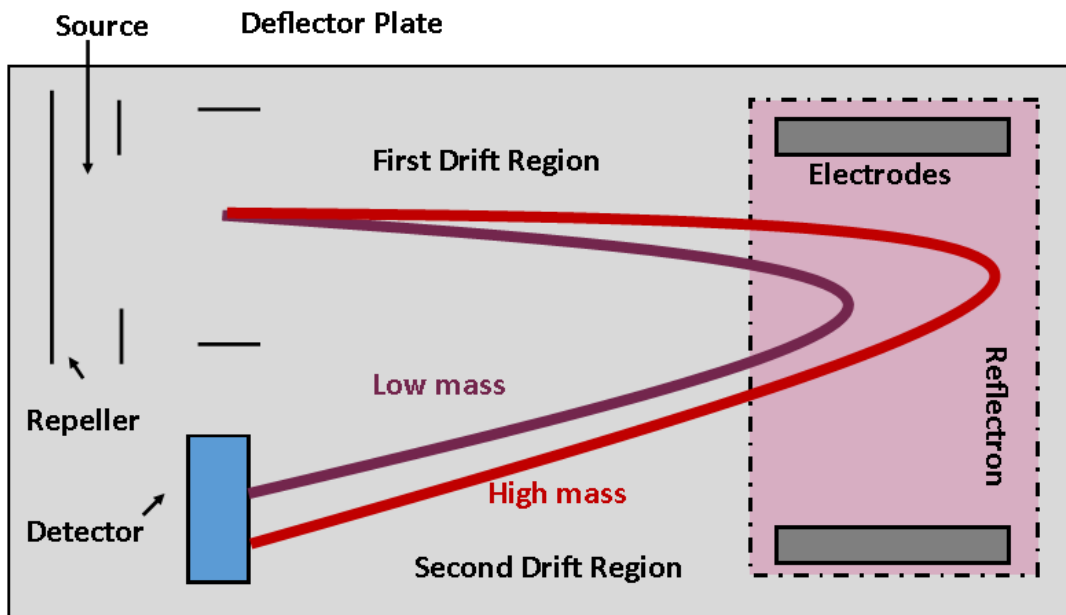 Source
Deflector Plate
First Drift Region
Electrodes
Reflectron
Low mass
Repeller
High mass
Detector
Second Drift Region